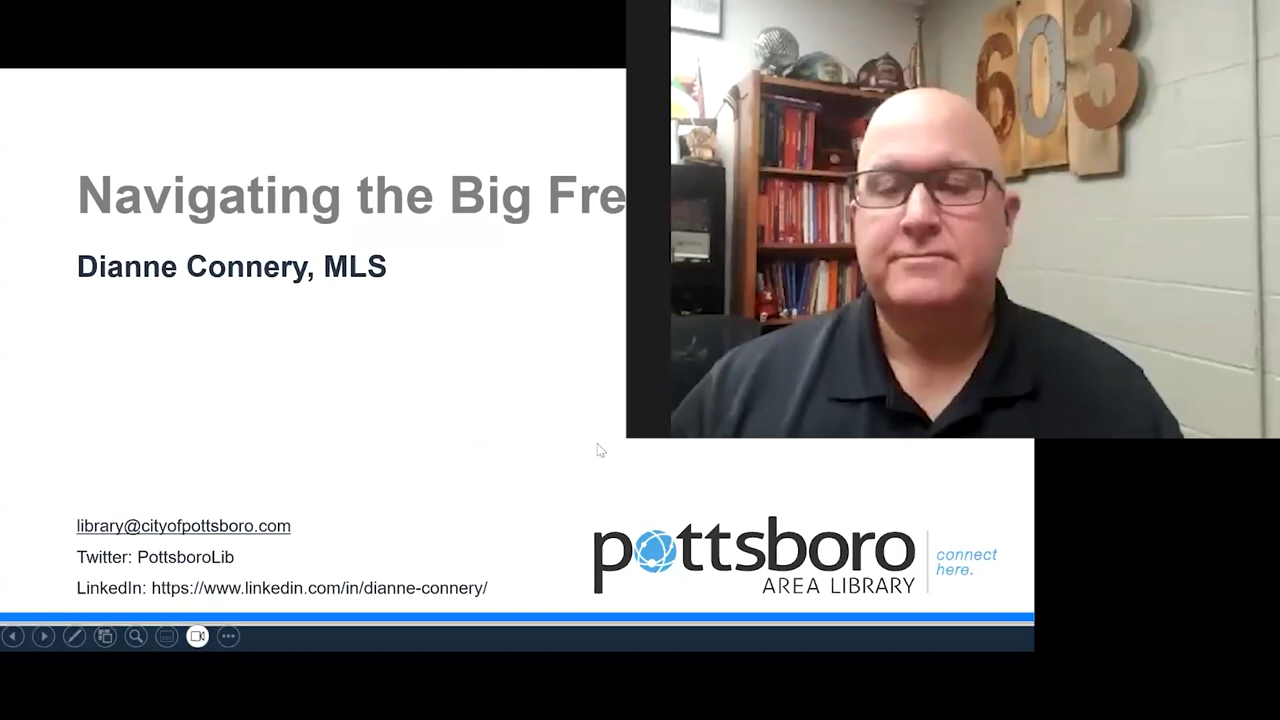 603
Navigating the Big Fre
Dianne Connery, MLS
library@cityofpottsboro.com
Twitter: PottsboroLib
LinkedIn: https://www.linkedin.com/in/dianne-connery/
pottsboro
AREA LIBRARY
connect
here.